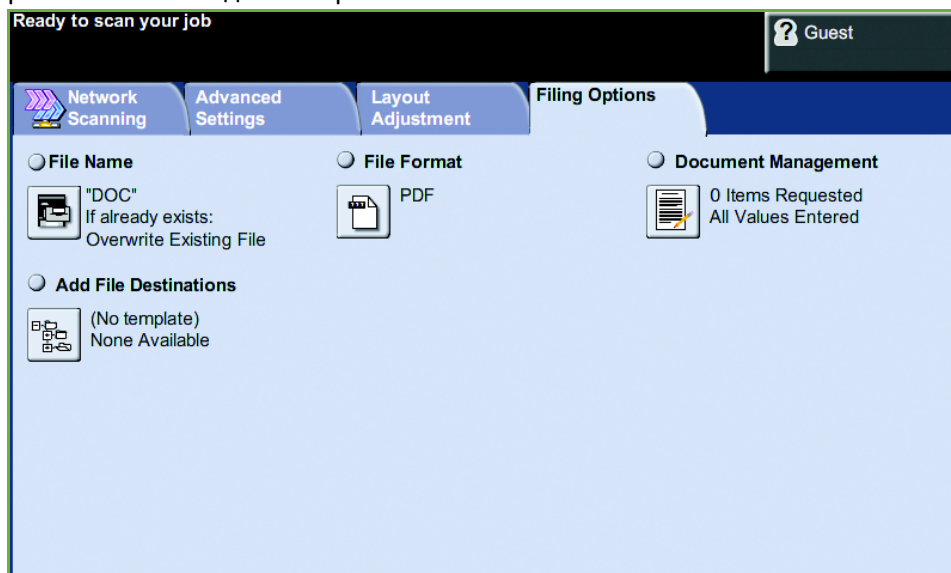 Ready to scan your job
Guest
Network Scanning
Advanced Settings
Layout Adjustment
Filing Options
File Name
"DOC"
If already exists:
Overwrite Existing File
File Format
PDF
Document Management
0 Items Requested
All Values Entered
Add File Destinations
(No template)
None Available